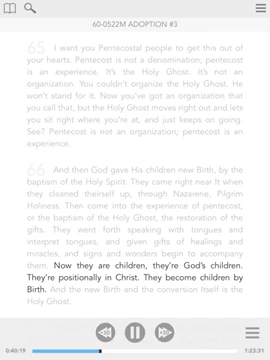 60-0522M ADOPTION #3
65 I want you Pentecostal people to get this out of
your hearts. Pentecost is not a denomination; pentecost
is an experience. It's the Holy Ghost. It's not an
organization. You couldn't organize the Holy Ghost. He
won't stand for it. Now you've got an organization that
you call that, but the Holy Ghost moves right out and lets
you sit right where you're at, and just keeps on going.
See? Pentecost is not an organization; pentecost is an
experience.
66 And then God gave His children new Birth, by the
baptism of the Holy Spirit. They came right near It when
they cleaned theirself up, through Nazarene, Pilgrim
Holiness. Then come into the experience of pentecost,
or the baptism of the Holy Ghost, the restoration of the
gifts. They went forth speaking with tongues and
interpret tongues, and given gifts of healings and
miracles, and signs and wonders begin to accompany
them. Now they are children, they're God's children.
They're positionally in Christ. They become children by
Birth. And the new Birth and the conversion Itself is the
Holy Ghost.
0:40:19
1:23:31